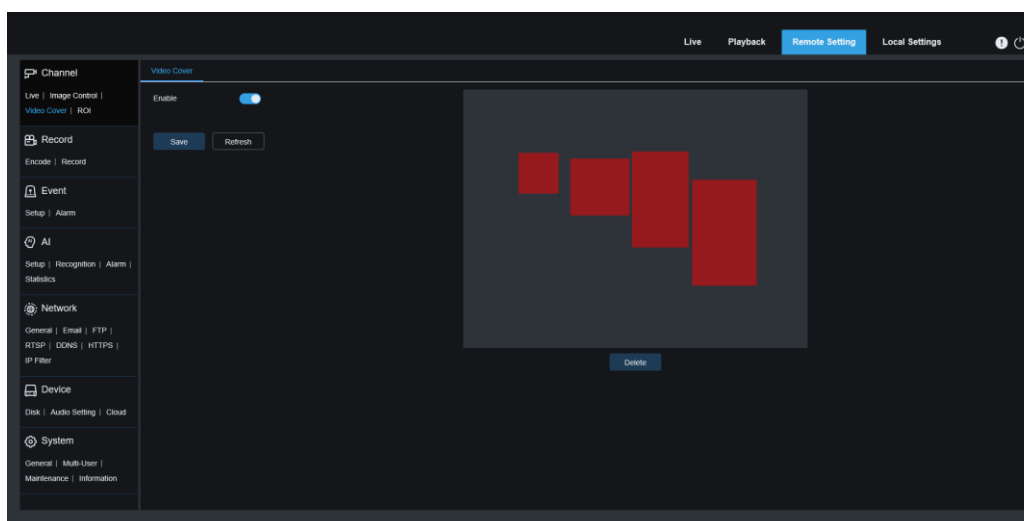 Live Playback Remote Setting Local Settings
Channel
Live | Image Control |
Video Cover | ROI
Record
Encode | Record
Event
Setup | Alarm
AI
Setup | Recognition | Alarm |
Statistics
Network
General | Email | FTP |
RTSP | DDNS | HTTPS |
IP Filter
Device
Disk | Audio Setting | Cloud
System
General | Multi-User |
Maintenance | Information
Video Cover
Enable
Save Refresh
Delete